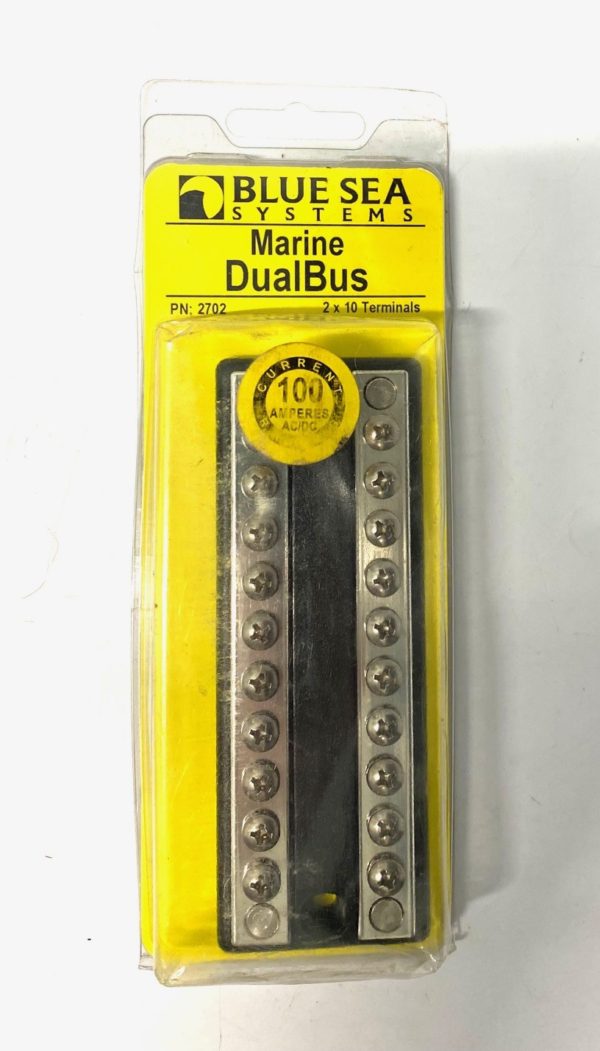 BLUE SEA
SYSTEMS
Marine
DualBus
PN: 2702
2 x 10 Terminals
CURRENT
100
AMPERES
AC/DC